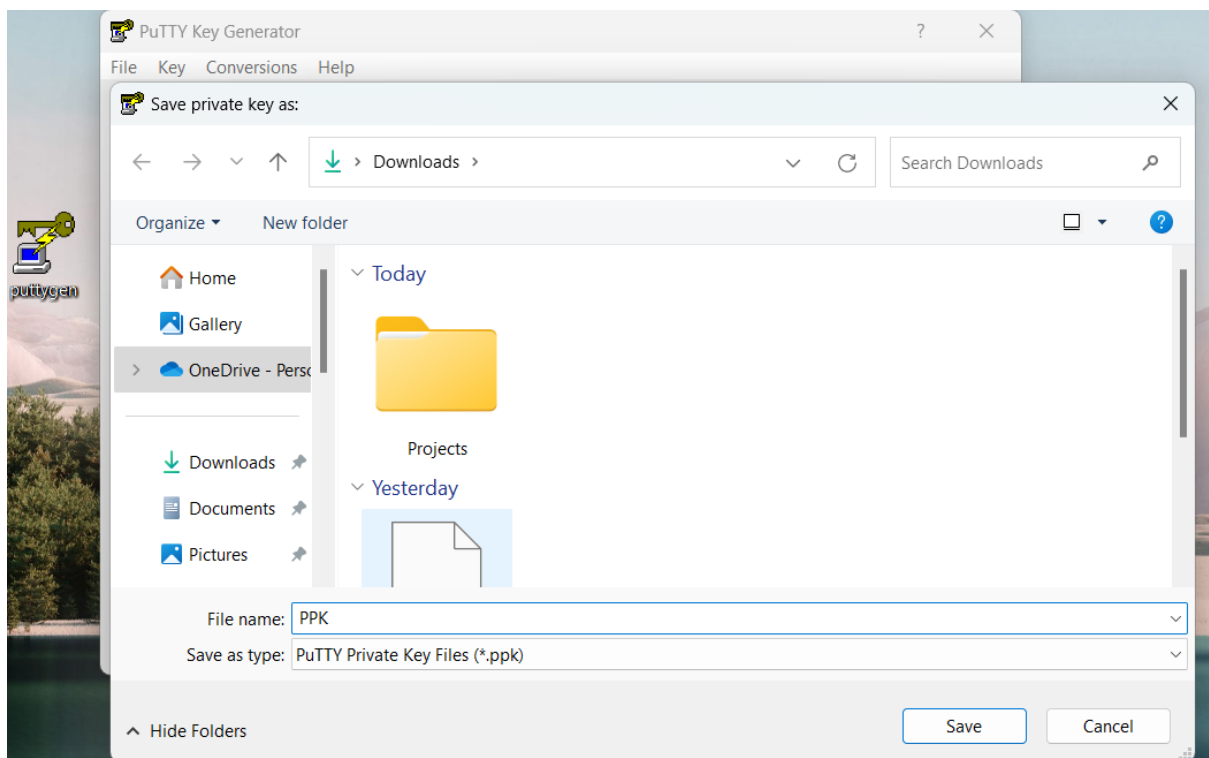 PuTTY Key Generator
?
File Key Conversions Help
Save private key as:
Downloads
Search Downloads
Organize New folder
?
puttygen
Home
Gallery
OneDrive - Perso
Downloads
Documents
Pictures
Today
Projects
Yesterday
File name: PPK
Save as type: PuTTY Private Key Files (*.ppk)
Hide Folders
Save
Cancel